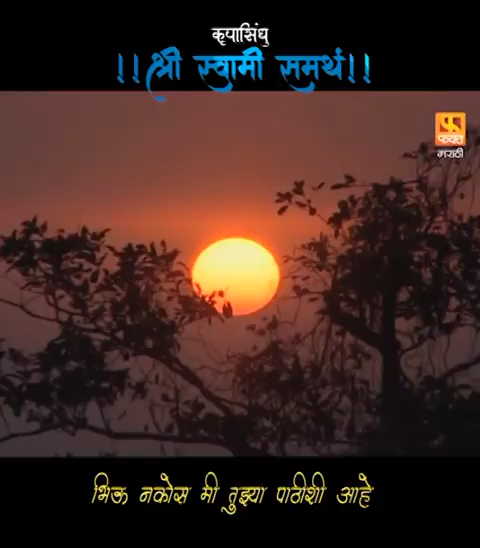 कृपासिंधु
।।श्री स्वामी समर्थ।।
फक्त
मराठी
भिऊ नकोस मी तुझ्या पाठीशी आहे